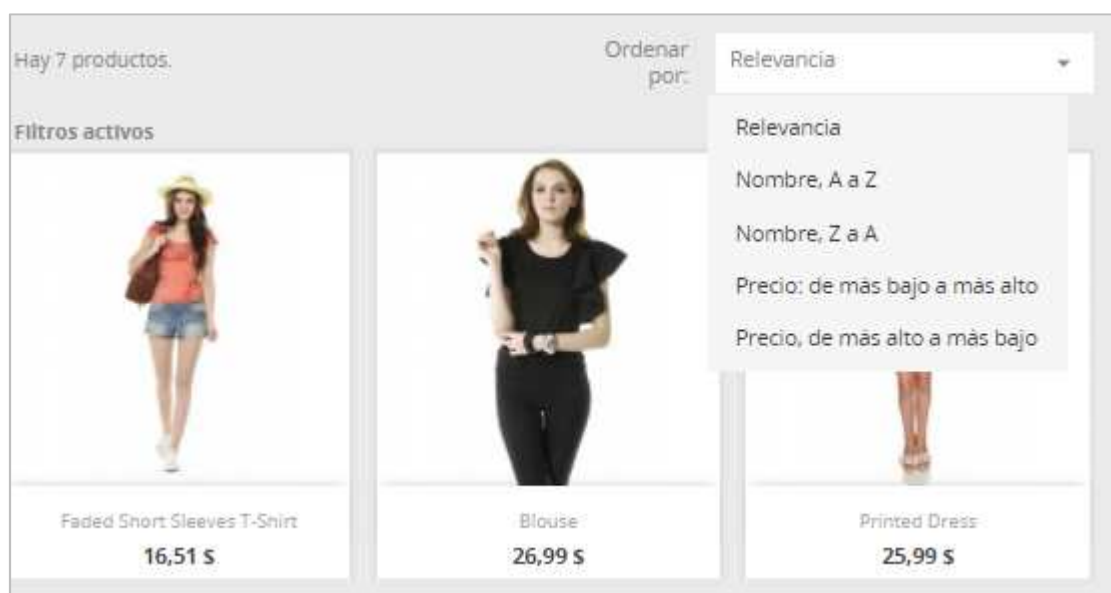 Hay 7 productos.
Ordenar
por:
Relevancia
Filtros activos
Relevancia
Nombre, A a Z
Nombre, Z a A
Precio: de más bajo a más alto
Precio, de más alto a más bajo
Faded Short Sleeves T-Shirt
16,51 $
Blouse
26,99 $
Printed Dress
25,99 $